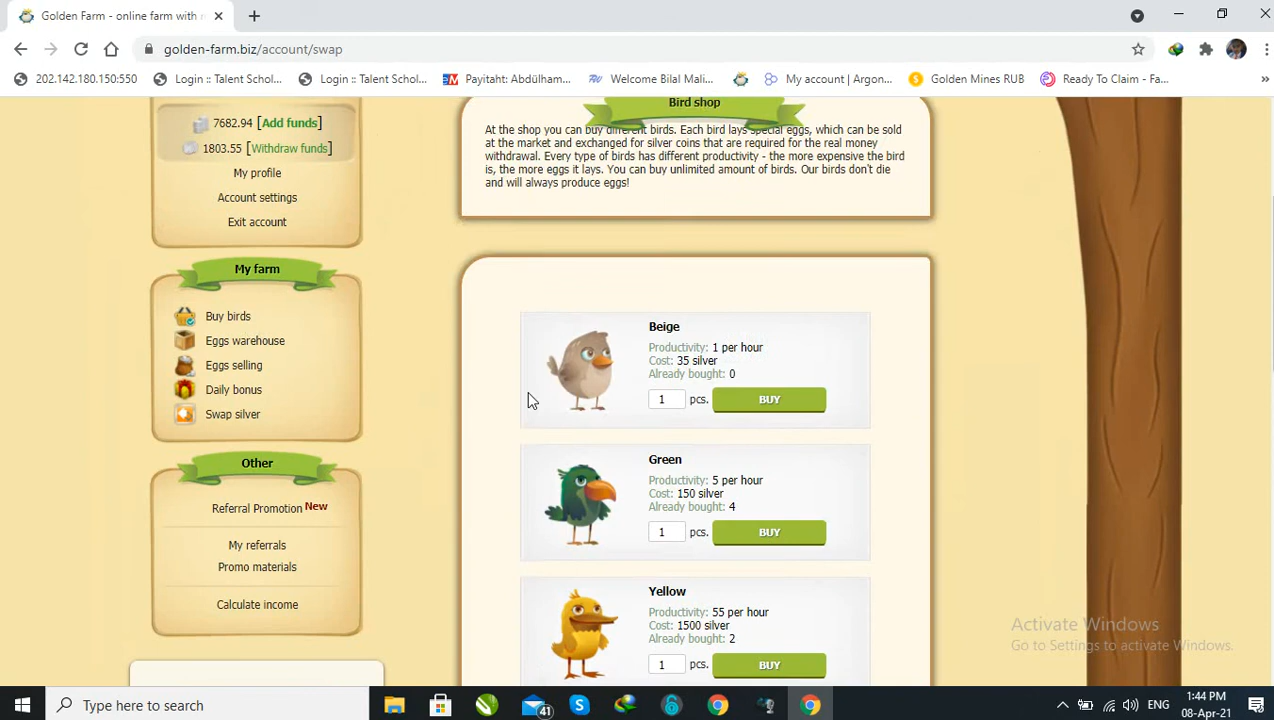 Golden Farm - online farm with r
golden-farm.biz/account/swap
202.142.180.150:550
Login :: Talent Schol...
Login :: Talent Schol...
Payitaht: Abdülham...
Welcome Bilal Mali...
My account | Argon...
Golden Mines RUB
Ready To Claim - Fa...
»
7682.94 [Add funds]
1803.55 [Withdraw funds]
My profile
Account settings
Exit account
My farm
Buy birds
Eggs warehouse
Eggs selling
Daily bonus
Swap silver
Other
Referral Promotion New
My referrals
Promo materials
Calculate income
Bird shop
At the shop you can buy different birds. Each bird lays special eggs, which can be sold
at the market and exchanged for silver coins that are required for the real money
withdrawal. Every type of birds has different productivity - the more expensive the bird
is, the more eggs it lays. You can buy unlimited amount of birds. Our birds don't die
and will always produce eggs!
Beige
Productivity: 1 per hour
Cost: 35 silver
Already bought: 0
1 pcs. BUY
Green
Productivity: 5 per hour
Cost: 150 silver
Already bought: 4
1 pcs. BUY
Yellow
Productivity: 55 per hour
Cost: 1500 silver
Already bought: 2
1 pcs. BUY
Activate Windows
Go to Settings to activate Windows.
Type here to search
41
ENG
1:44 PM
08-Apr-21